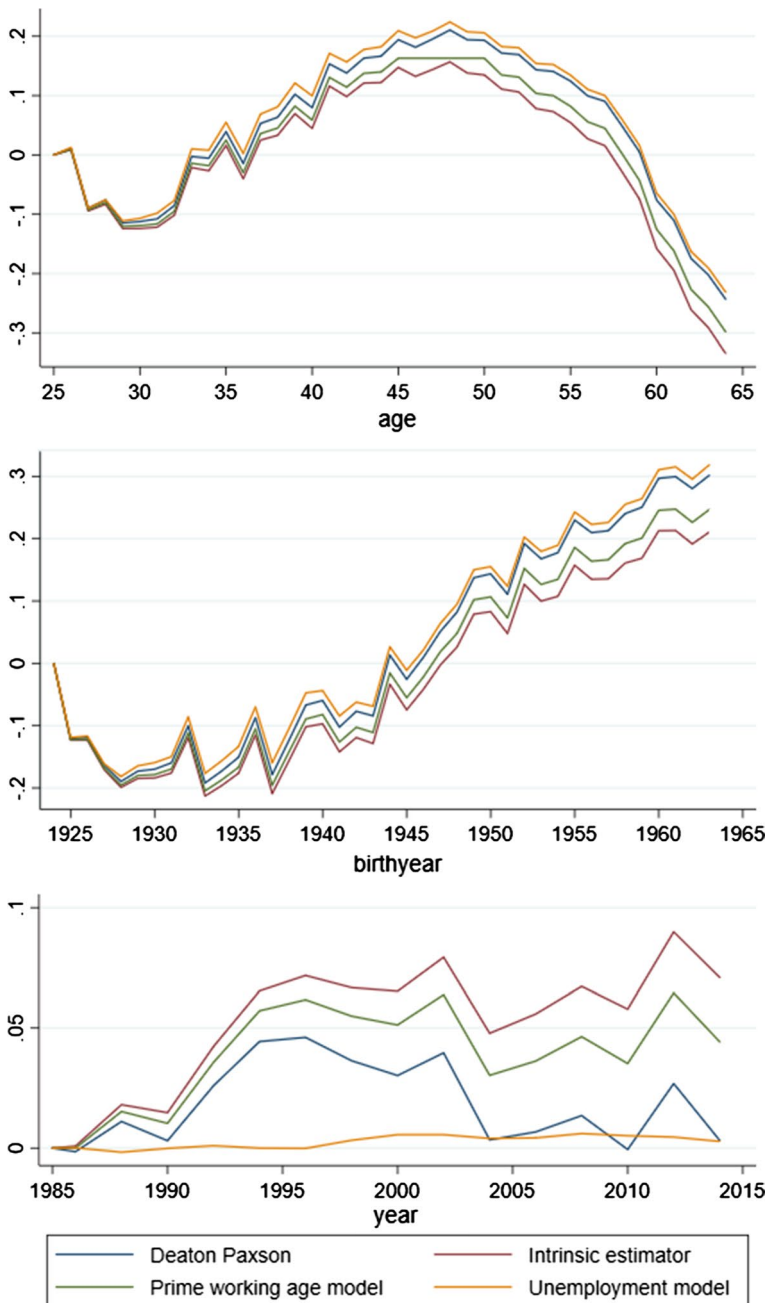 .2
.1
0
-.1
-.2
-.3
25 30 35 40 45 50 55 60 65
age
.3
.2
.1
0
-.1
-.2
1925 1930 1935 1940 1945 1950 1955 1960 1965
birthyear
.1
.05
0
1985 1990 1995 2000 2005 2010 2015
year
Deaton Paxson Intrinsic estimator
Prime working age model Unemployment model